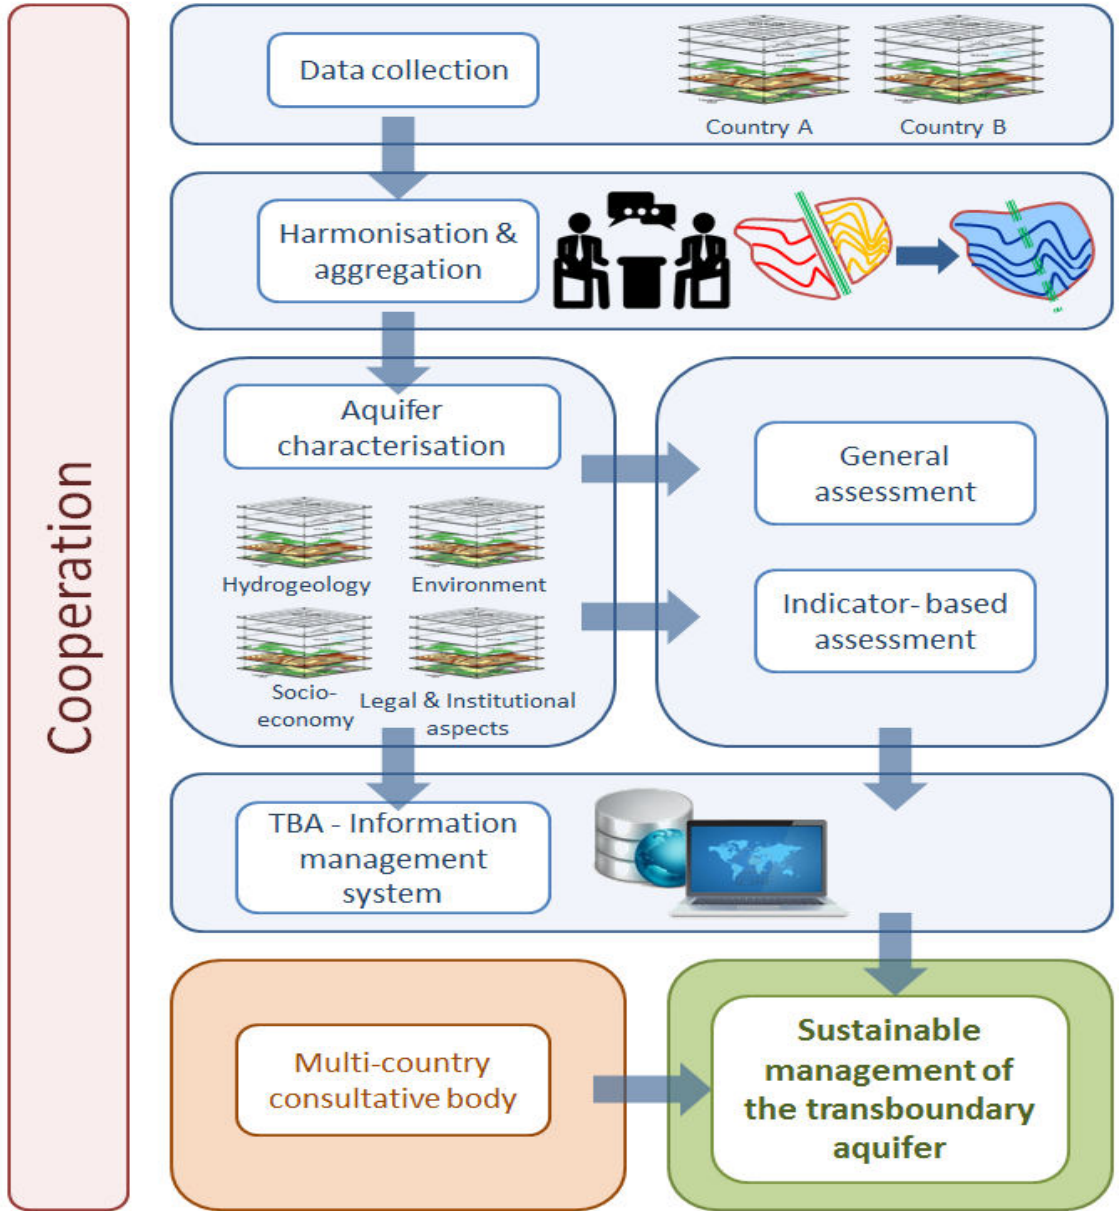 Cooperation
Data collection
Country A
Country B
Harmonisation &
aggregation
Aquifer
characterisation
Hydrogeology
Environment
Socio-
economy
Legal & Institutional
aspects
General
assessment
Indicator- based
assessment
TBA - Information
management
system
Multi-country
consultative body
Sustainable
management of
the transboundary
aquifer